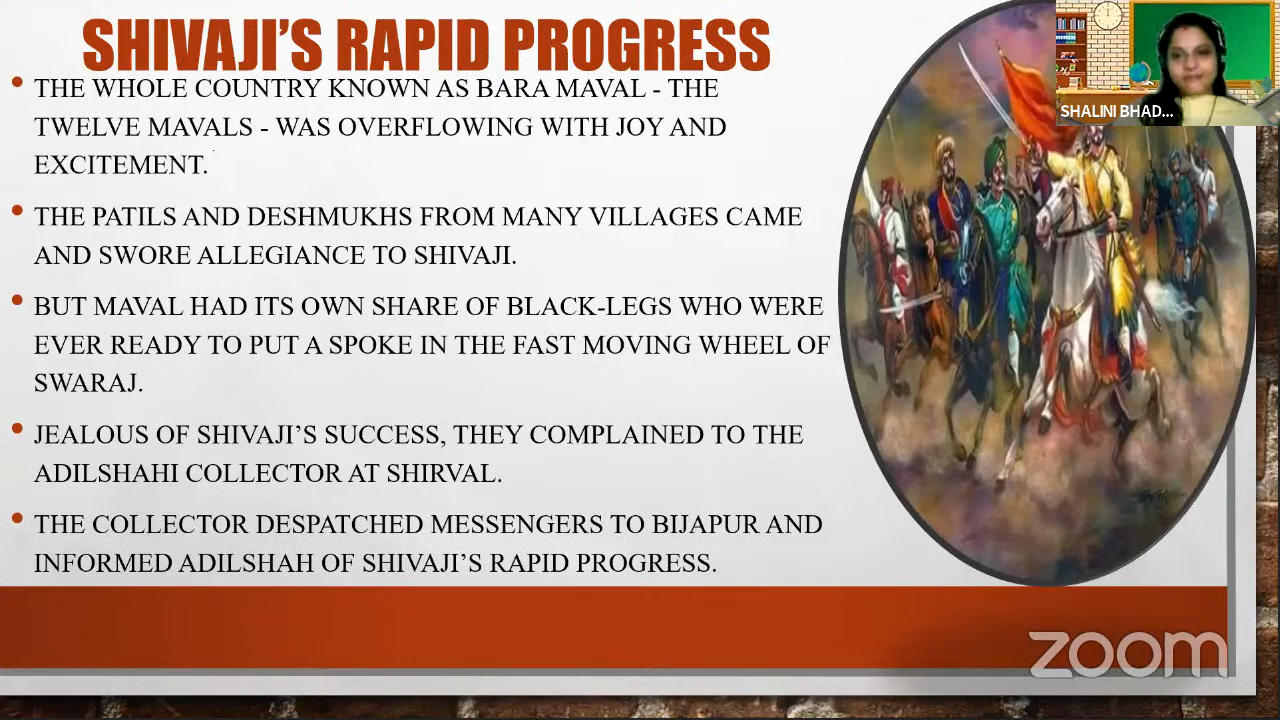 SHIVAJI'S RAPID PROGRESS
THE WHOLE COUNTRY KNOWN AS BARA MAVAL - THE
TWELVE MAVALS - WAS OVERFLOWING WITH JOY AND
EXCITEMENT.
THE PATILS AND DESHMUKHS FROM MANY VILLAGES CAME
AND SWORE ALLEGIANCE TO SHIVAJI.
BUT MAVAL HAD ITS OWN SHARE OF BLACK-LEGS WHO WERE
EVER READY TO PUT A SPOKE IN THE FAST MOVING WHEEL OF
SWARAJ.
JEALOUS OF SHIVAJI'S SUCCESS, THEY COMPLAINED TO THE
ADILSHAHI COLLECTOR AT SHIRVAL.
THE COLLECTOR DESPATCHED MESSENGERS TO BIJAPUR AND
INFORMED ADILSHAH OF SHIVAJI'S RAPID PROGRESS.
SHALINI BHAD...
zoom